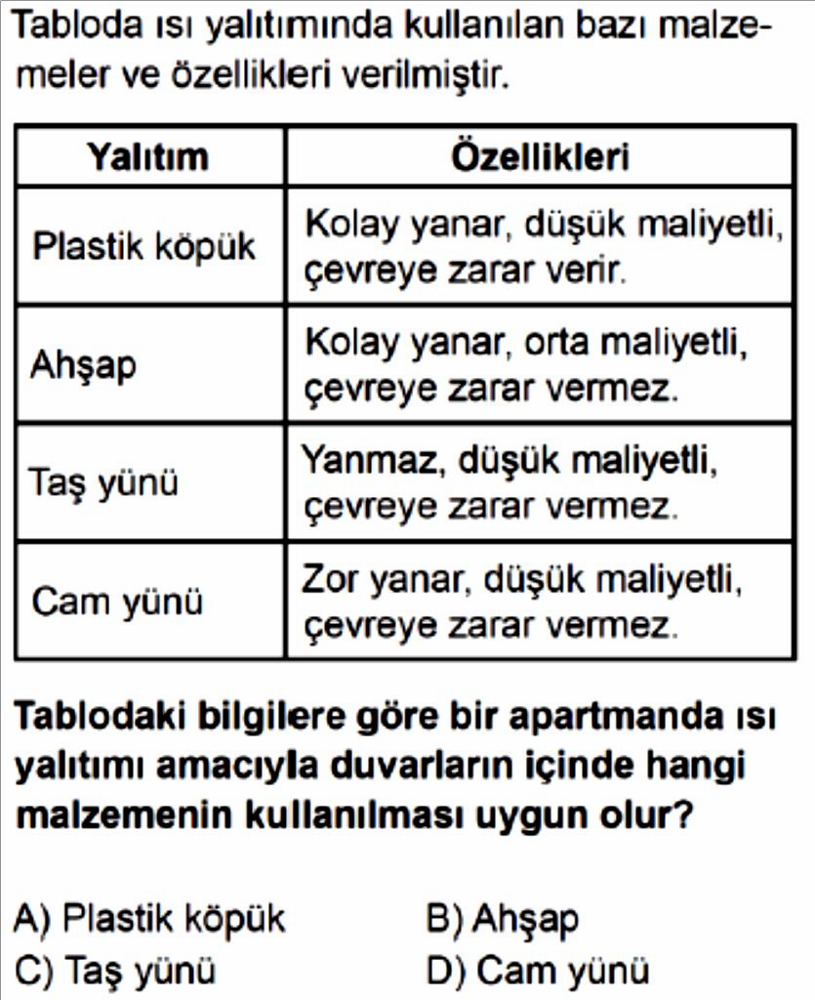 Tabloda ısı yalıtımında kullanılan bazı malze-
meler ve özellikleri verilmiştir.
Yalıtım Özellikleri
Plastik köpük Kolay yanar, düşük maliyetli,
çevreye zarar verir.
Ahşap Kolay yanar, orta maliyetli,
çevreye zarar vermez.
Taş yünü Yanmaz, düşük maliyetli,
çevreye zarar vermez.
Cam yünü Zor yanar, düşük maliyetli,
çevreye zarar vermez.
Tablodaki bilgilere göre bir apartmanda ısı
yalıtımı amacıyla duvarların içinde hangi
malzemenin kullanılması uygun olur?
A) Plastik köpük B) Ahşap
C) Taş yünü D) Cam yünü